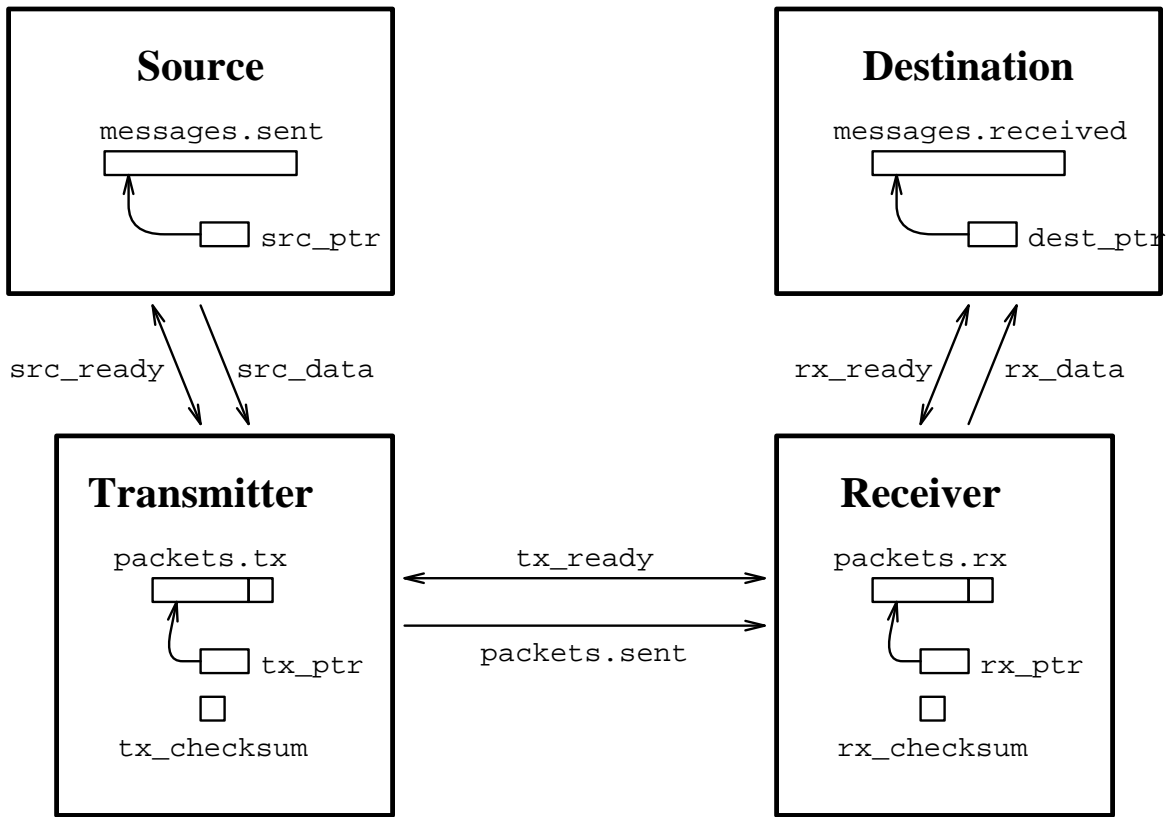 Source
messages.sent
src_ptr
Destination
messages.received
dest_ptr
src_ready
src_data
rx_ready
rx_data
Transmitter
packets.tx
tx_ptr
tx_checksum
tx_ready
packets.sent
Receiver
packets.rx
rx_ptr
rx_checksum